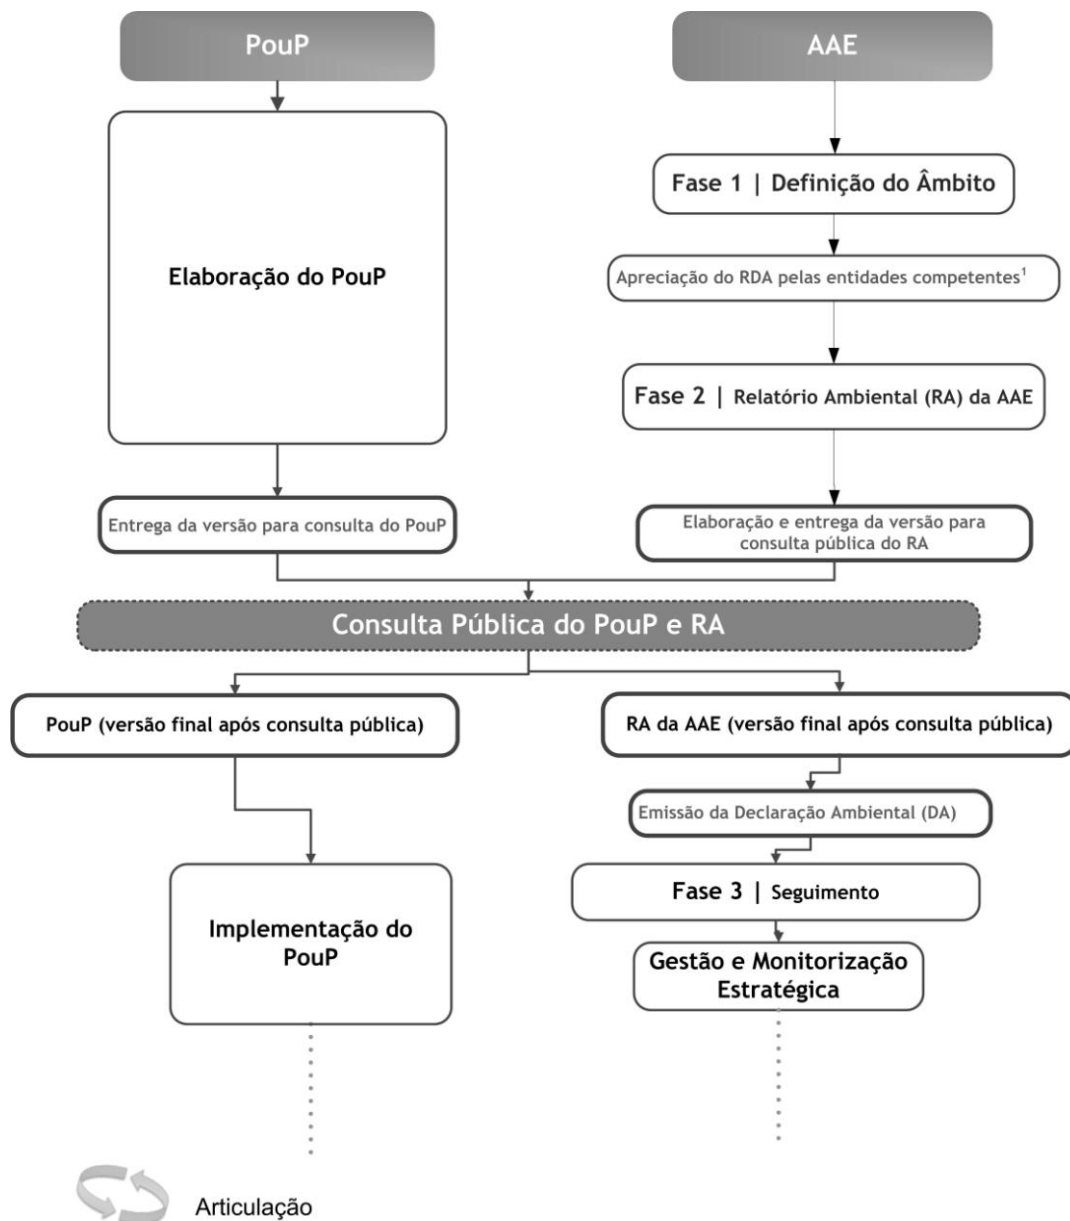 PouP
AAE
Elaboração do PouP
Fase 1 | Definição do Âmbito
Apreciação do RDA pelas entidades competentes¹
Fase 2 | Relatório Ambiental (RA) da AAE
Entrega da versão para consulta do PouP
Elaboração e entrega da versão para
consulta pública do RA
Consulta Pública do PouP e RA
PouP (versão final após consulta pública)
RA da AAE (versão final após consulta pública)
Emissão da Declaração Ambiental (DA)
Implementação do
PouP
Fase 3 | Seguimento
Gestão e Monitorização
Estratégica
Articulação